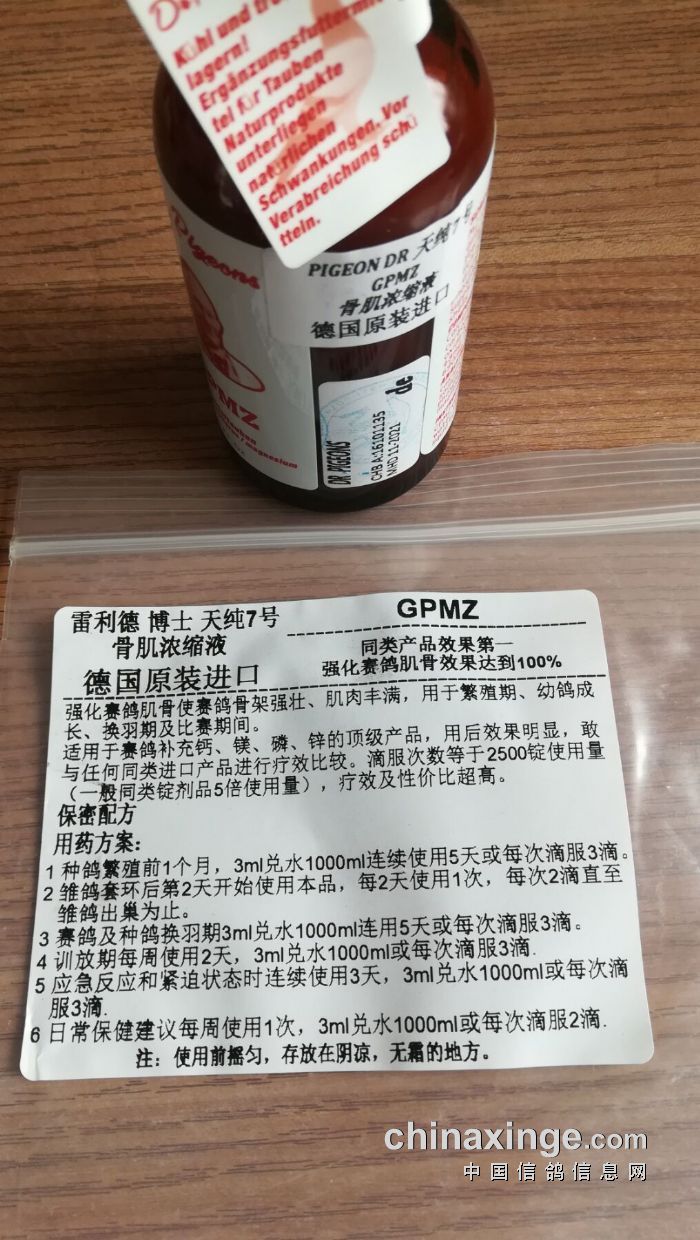 Kühl und
lagern!
Ergänzungsfuttermit
tel für Tauben
Naturprodukte
unterliegen
natürlichen
Schwankungen. Vor
Verabreichung schü
tteln.
Pigeons
PIGEON DR 天纯7号
GPMZ
骨肌浓缩液
德国原装进口
PMZ
magnesium
DR PIGEONS
CHB A:16101135
MHD 11-2021
de
雷利德 博士 天纯7号
骨肌浓缩液
德国原装进口
GPMZ
同类产品效果第一
强化赛鸽肌骨效果达到100%
强化赛鸽肌骨使赛鸽骨架强壮、肌肉丰满，用于繁殖期、幼鸽成
长、换羽期及比赛期间。
适用于赛鸽补充钙、镁、磷、锌的顶级产品，用后效果明显，敢
与任何同类进口产品进行疗效比较。滴服次数等于2500锭使用量
（一般同类锭剂品5倍使用量），疗效及性价比超高。
保密配方
用药方案：
1 种鸽繁殖前1个月，3ml兑水1000ml连续使用5天或每次滴服3滴。
2 雏鸽套环后第2天开始使用本品，每2天使用1次，每次2滴直至
雏鸽出巢为止。
3 赛鸽及种鸽换羽期3ml兑水1000ml连用5天或每次滴服3滴。
4 训放期每周使用2天，3ml兑水1000ml或每次滴服3滴.
5 应急反应和紧迫状态时连续使用3天，3ml兑水1000ml或每次滴
服3滴.
6 日常保健建议每周使用1次，3ml兑水1000ml或每次滴服2滴.
注：使用前摇匀，存放在阴凉，无霜的地方。
chinaxinge.com
中国信鸽信息网